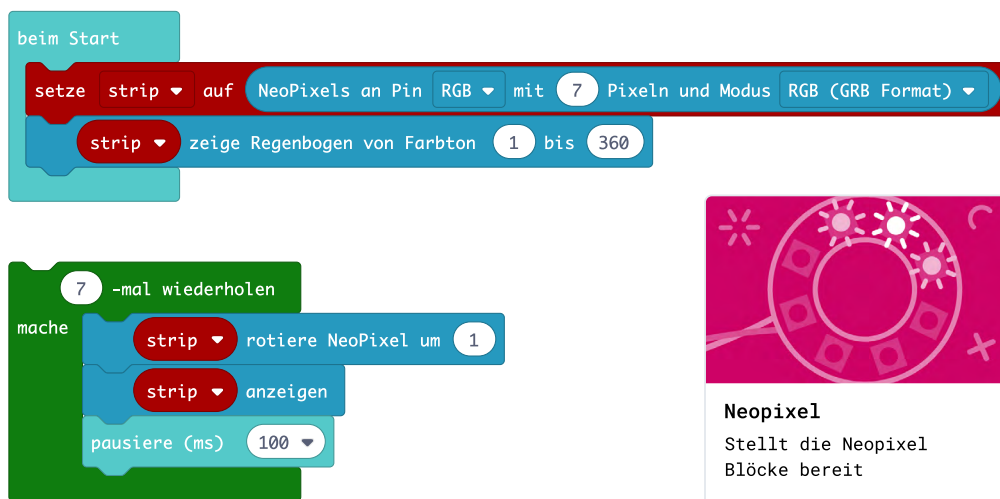 beim Start
setze strip auf NeoPixels an Pin RGB mit 7 Pixeln und Modus RGB (GRB Format)
strip zeige Regenbogen von Farbton 1 bis 360
7 -mal wiederholen
mache
strip rotiere NeoPixel um 1
strip anzeigen
pausiere (ms) 100
Neopixel
Stellt die Neopixel
Blöcke bereit